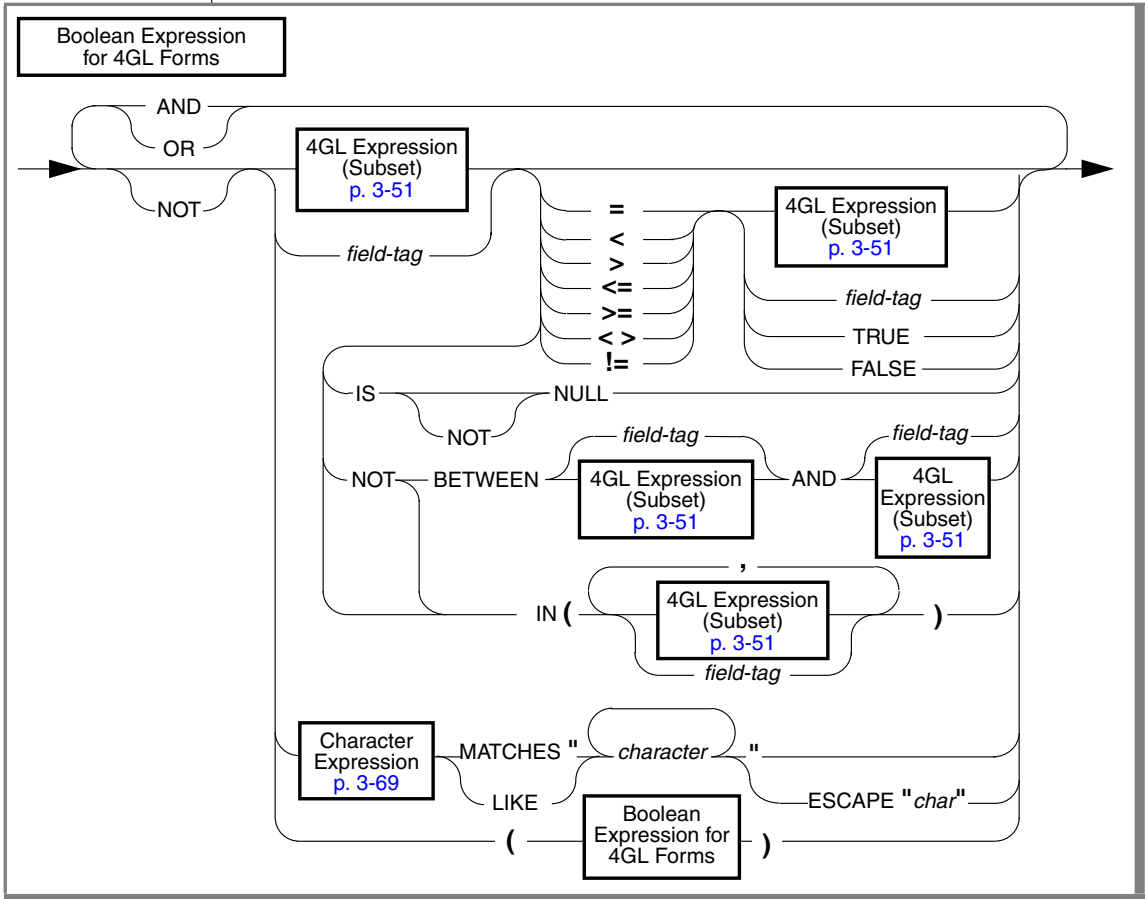 Boolean Expression
for 4GL Forms
AND
OR
NOT
4GL Expression
(Subset)
p. 3-51
field-tag
=
<
>
<=
>=
< >
!=
4GL Expression
(Subset)
p. 3-51
field-tag
TRUE
FALSE
IS
NOT
NULL
NOT
BETWEEN
field-tag
4GL Expression
(Subset)
p. 3-51
AND
field-tag
4GL
Expression
(Subset)
p. 3-51
IN (
,
4GL Expression
(Subset)
p. 3-51
field-tag
)
Character
Expression
p. 3-69
MATCHES "
LIKE
character
"
ESCAPE "char"
(
Boolean
Expression for
4GL Forms
)